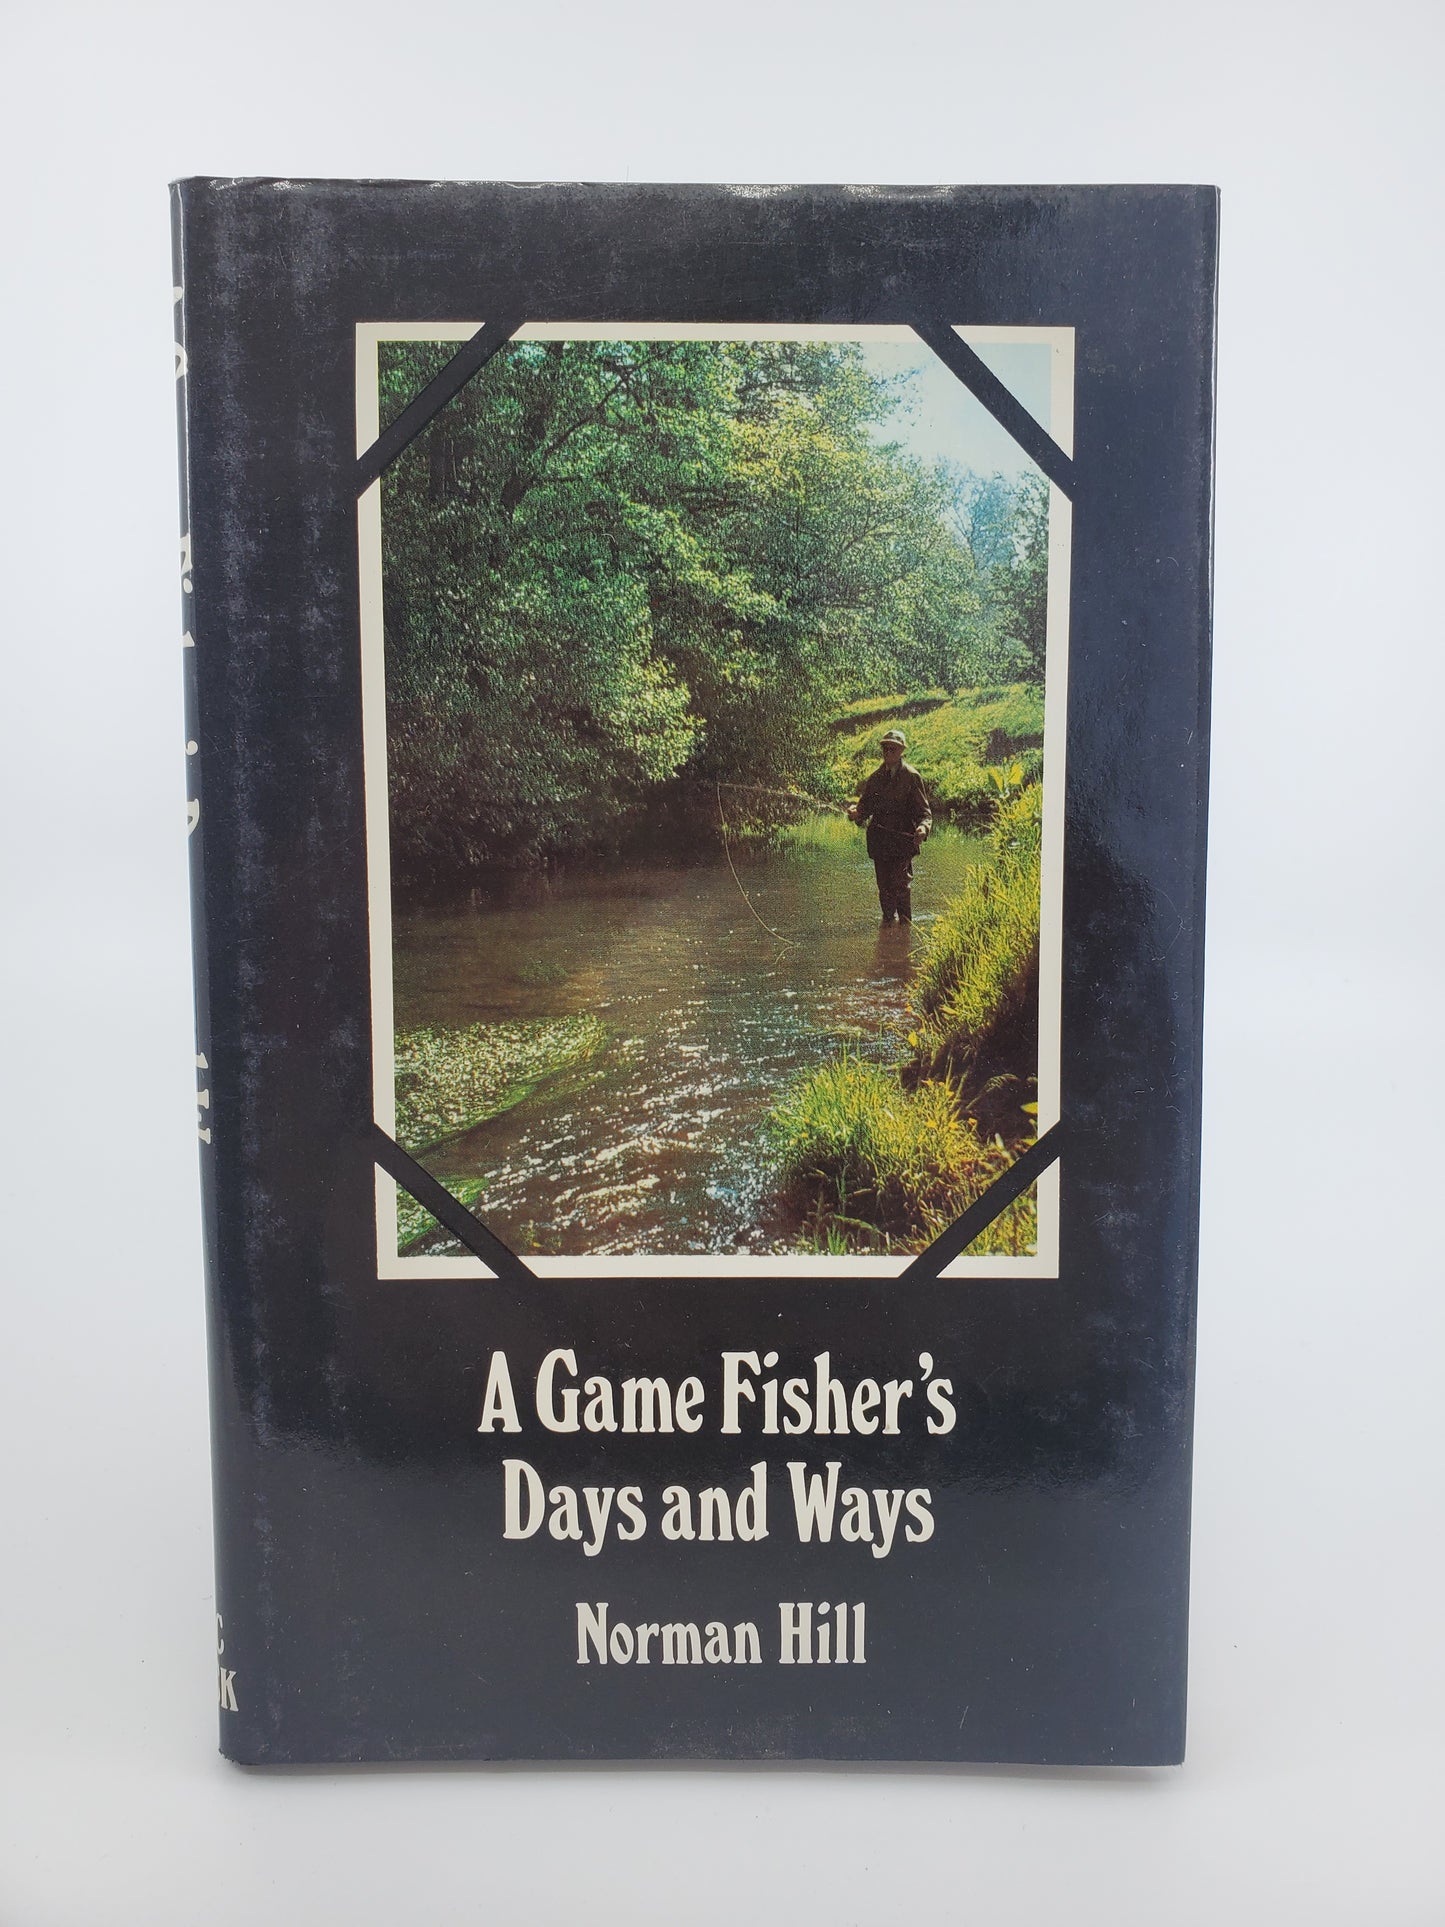 A Game Fisher's
Days and Ways
Norman Hill